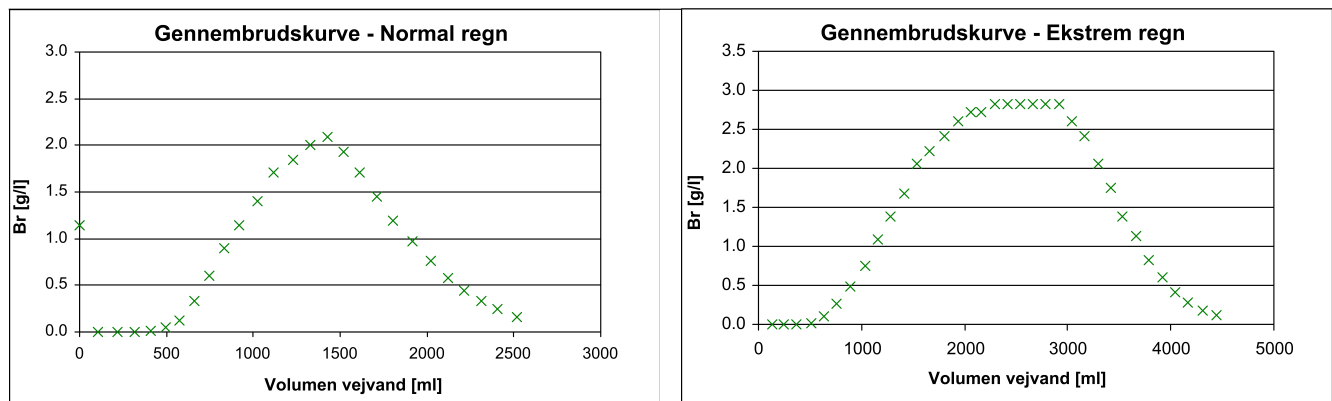 Gennembrudskurve - Normal regn
3.0
2.5
2.0
1.5
1.0
0.5
0.0
Br [g/l]
0 500 1000 1500 2000 2500 3000
Volumen vejvand [ml]
Gennembrudskurve - Ekstrem regn
3.5
3.0
2.5
2.0
1.5
1.0
0.5
0.0
Br [g/l]
0 1000 2000 3000 4000 5000
Volumen vejvand [ml]